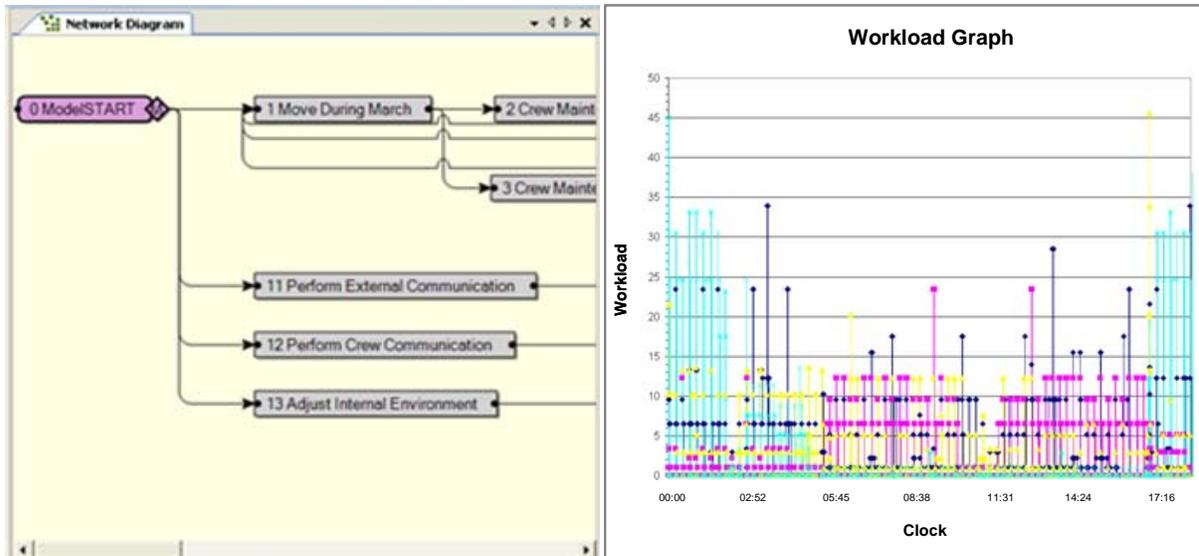 Network Diagram
0 ModelSTART
M
1 Move During March
2 Crew Maint
3 Crew Mainte
11 Perform External Communication
12 Perform Crew Communication
13 Adjust Internal Environment
Workload Graph
Workload
50
45
40
35
30
25
20
15
10
5
0
00:00 02:52 05:45 08:38 11:31 14:24 17:16
Clock